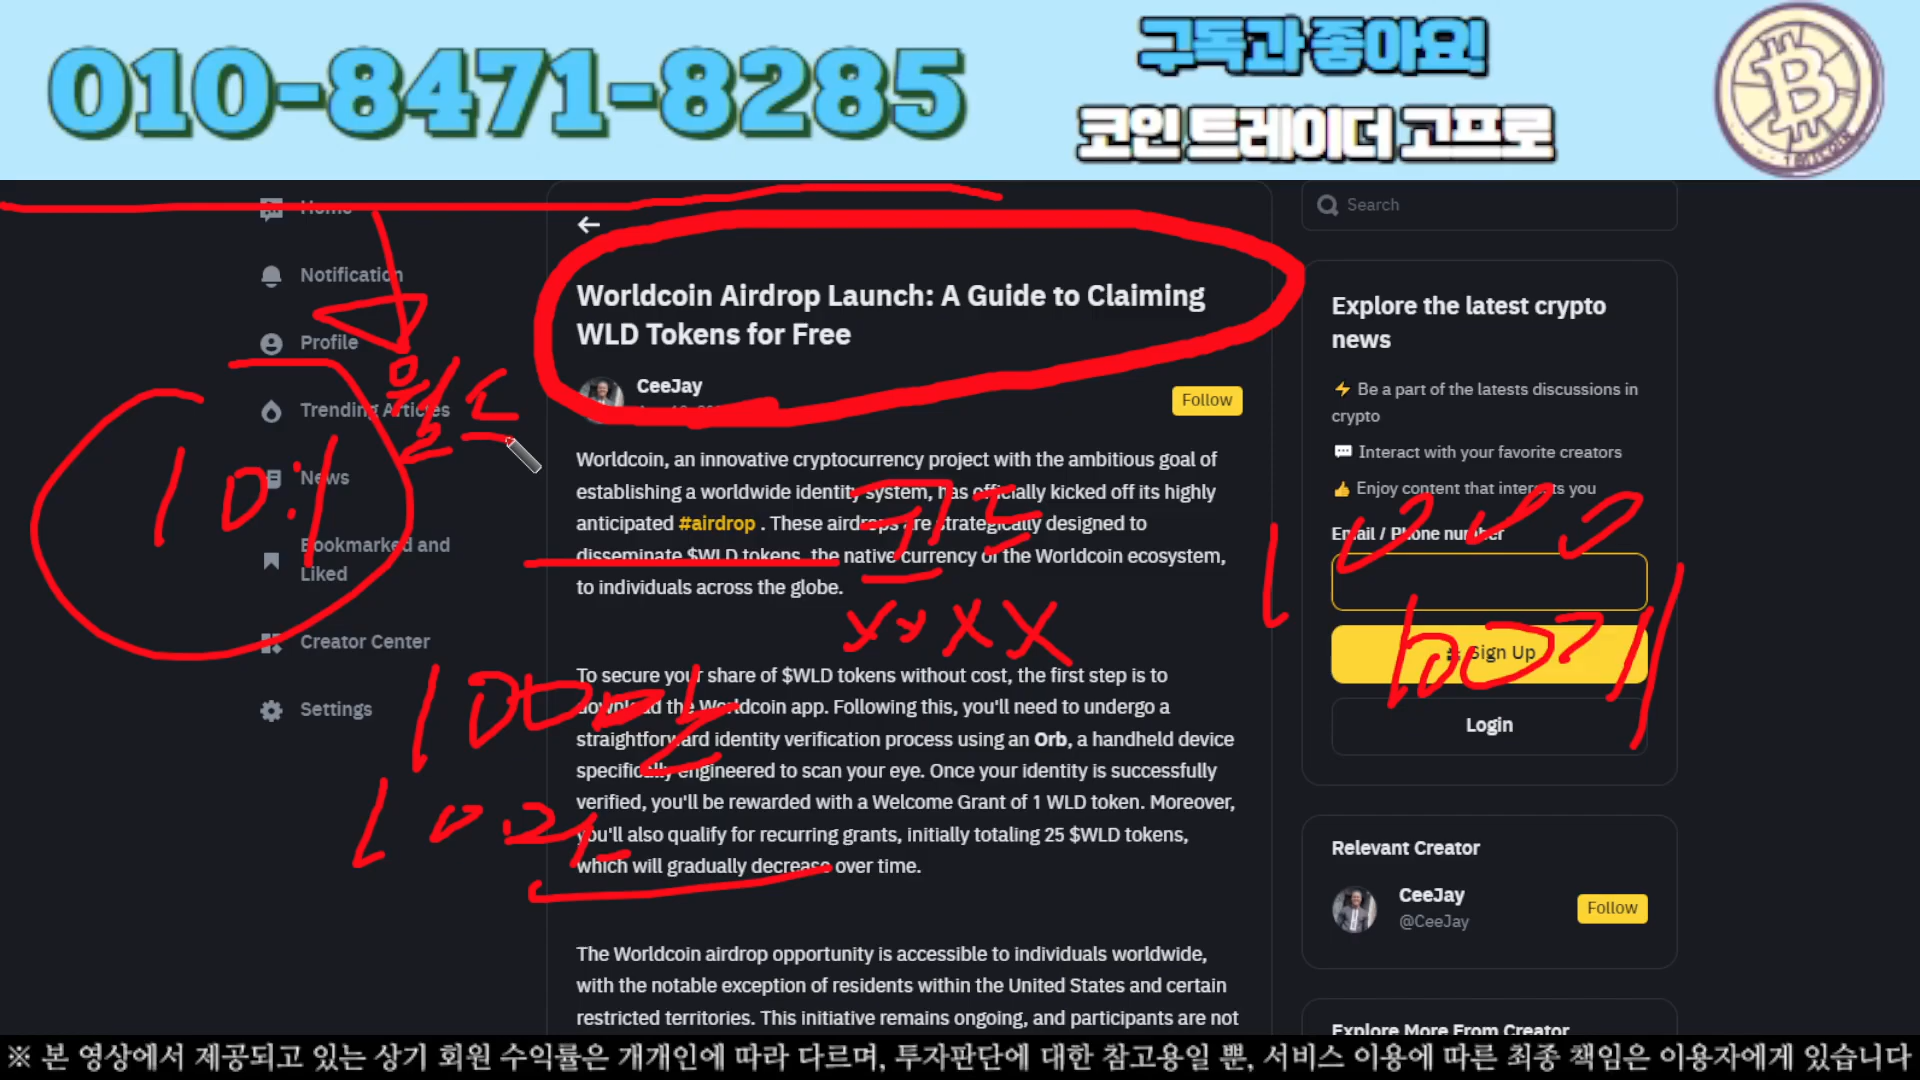 010-8471-8285
구독과 좋아요!
코인 트레이더 고프로
Home
Notification
Profile
Trending Articles
News
Bookmarked and
Liked
Creator Center
Settings
Worldcoin Airdrop Launch: A Guide to Claiming
WLD Tokens for Free
CeeJay
Follow
Worldcoin, an innovative cryptocurrency project with the ambitious goal of
establishing a worldwide identity system, has officially kicked off its highly
anticipated #airdrop . These airdrops are strategically designed to
disseminate $WLD tokens, the native currency of the Worldcoin ecosystem,
to individuals across the globe.
To secure your share of $WLD tokens without cost, the first step is to
download the Worldcoin app. Following this, you'll need to undergo a
straightforward identity verification process using an Orb, a handheld device
specifically engineered to scan your eye. Once your identity is successfully
verified, you'll be rewarded with a Welcome Grant of 1 WLD token. Moreover,
you'll also qualify for recurring grants, initially totaling 25 $WLD tokens,
which will gradually decrease over time.
The Worldcoin airdrop opportunity is accessible to individuals worldwide,
with the notable exception of residents within the United States and certain
restricted territories. This initiative remains ongoing, and participants are not
Search
Explore the latest crypto
news
⚡ Be a part of the latests discussions in
crypto
💬 Interact with your favorite creators
👍 Enjoy content that interests you
Email / Phone number
Sign Up
Login
Relevant Creator
CeeJay
@CeeJay
Follow
Explore More From Creator
10%
코드
XXXX
※ 본 영상에서 제공되고 있는 상기 회원 수익률은 개개인에 따라 다르며, 투자판단에 대한 참고용일 뿐, 서비스 이용에 따른 최종 책임은 이용자에게 있습니다